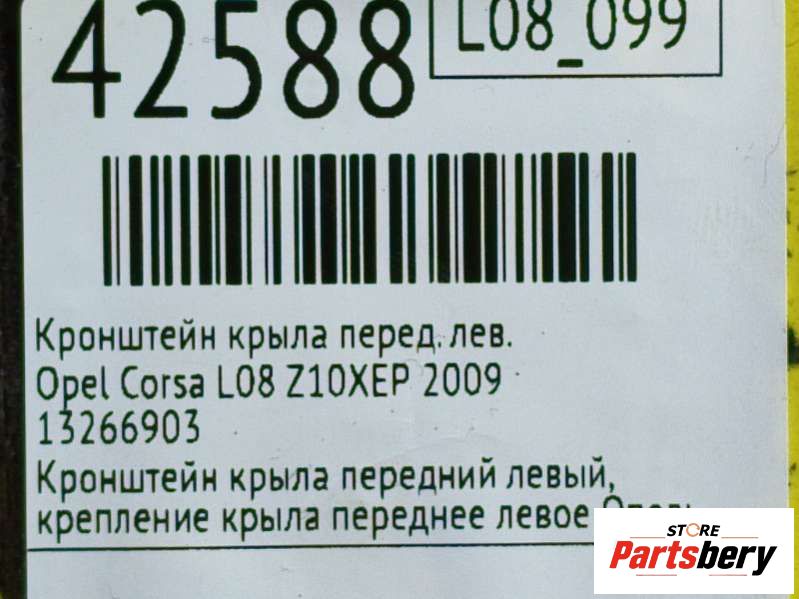 42588
L08_099
Кронштейн крыла перед. лев.
Opel Corsa L08 Z10XEP 2009
13266903
Кронштейн крыла передний левый,
крепление крыла переднее левое
STORE
Partsbery